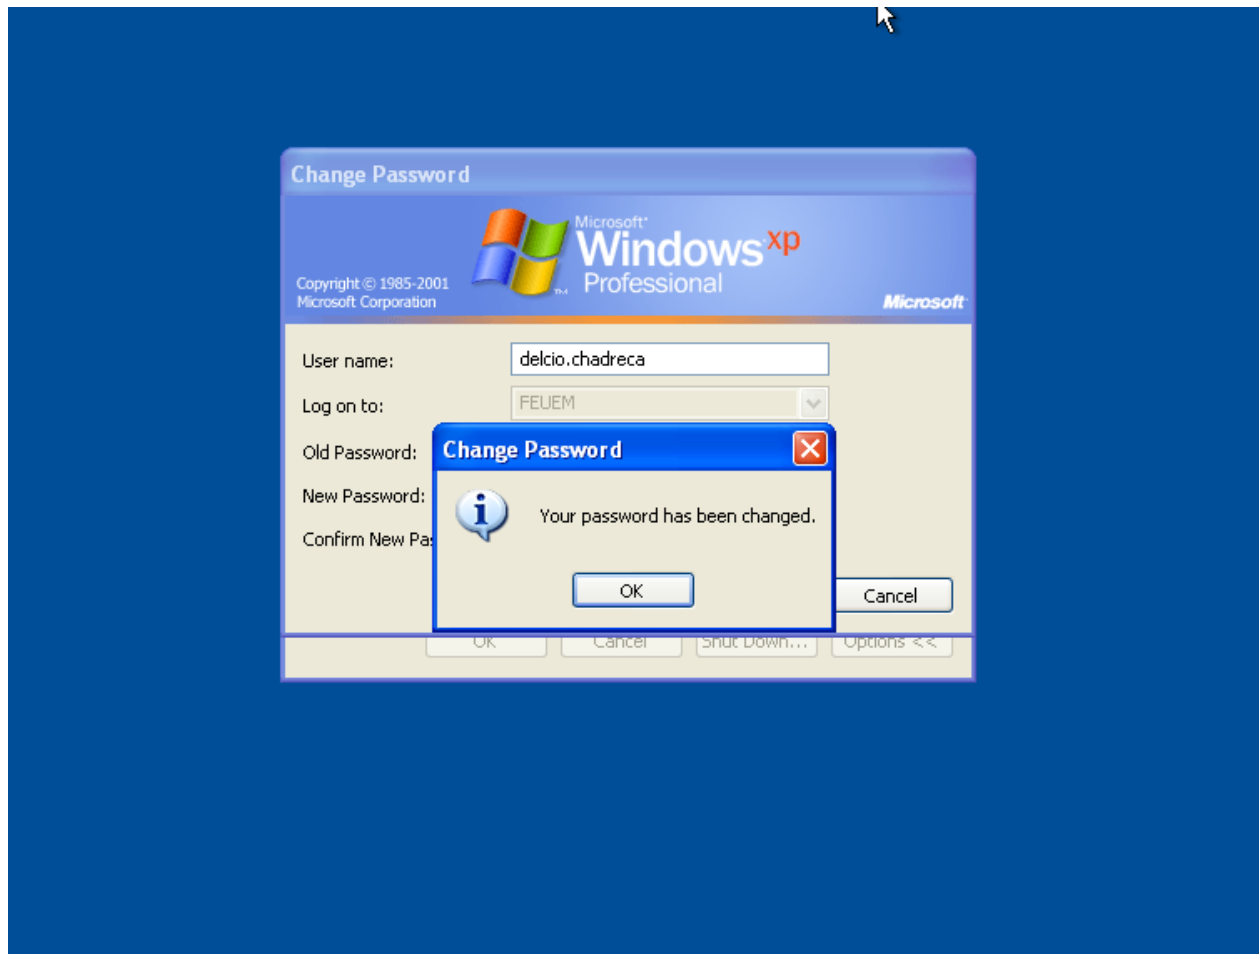 Change Password
Microsoft
Windows xp
Professional
Copyright © 1985-2001
Microsoft Corporation
Microsoft
User name: delcio.chadreca
Log on to: FEUEM
Old Password:
New Password:
Confirm New Pa
Change Password
Your password has been changed.
OK
Cancel
OK Cancel Shut Down... Options <<